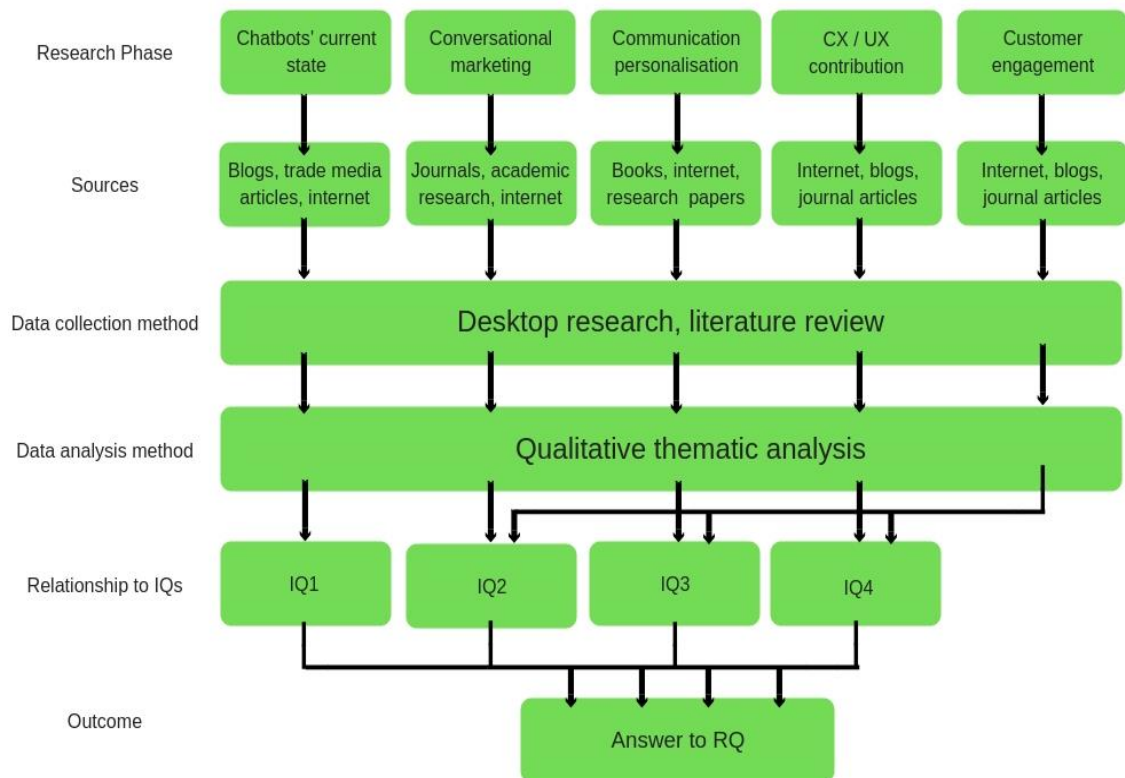 Research Phase
Chatbots' current
state
Conversational
marketing
Communication
personalisation
CX / UX
contribution
Customer
engagement
Sources
Blogs, trade media
articles, internet
Journals, academic
research, internet
Books, internet,
research papers
Internet, blogs,
journal articles
Internet, blogs,
journal articles
Data collection method
Desktop research, literature review
Data analysis method
Qualitative thematic analysis
Relationship to IQs
IQ1
IQ2
IQ3
IQ4
Outcome
Answer to RQ